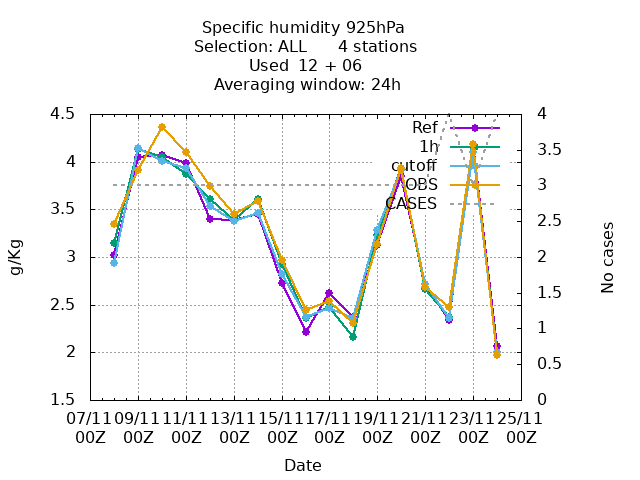 Specific humidity 925hPa
Selection: ALL      4 stations
Used  12 + 06
Averaging window: 24h
4.5
4
3.5
3
2.5
2
1.5
g/Kg
4
3.5
3
2.5
2
1.5
1
0.5
0
No cases
Ref
1h
cutoff
OBS
CASES
07/11 09/11 11/11 13/11 15/11 17/11 19/11 21/11 23/11 25/11
00Z 00Z 00Z 00Z 00Z 00Z 00Z 00Z 00Z 00Z
Date